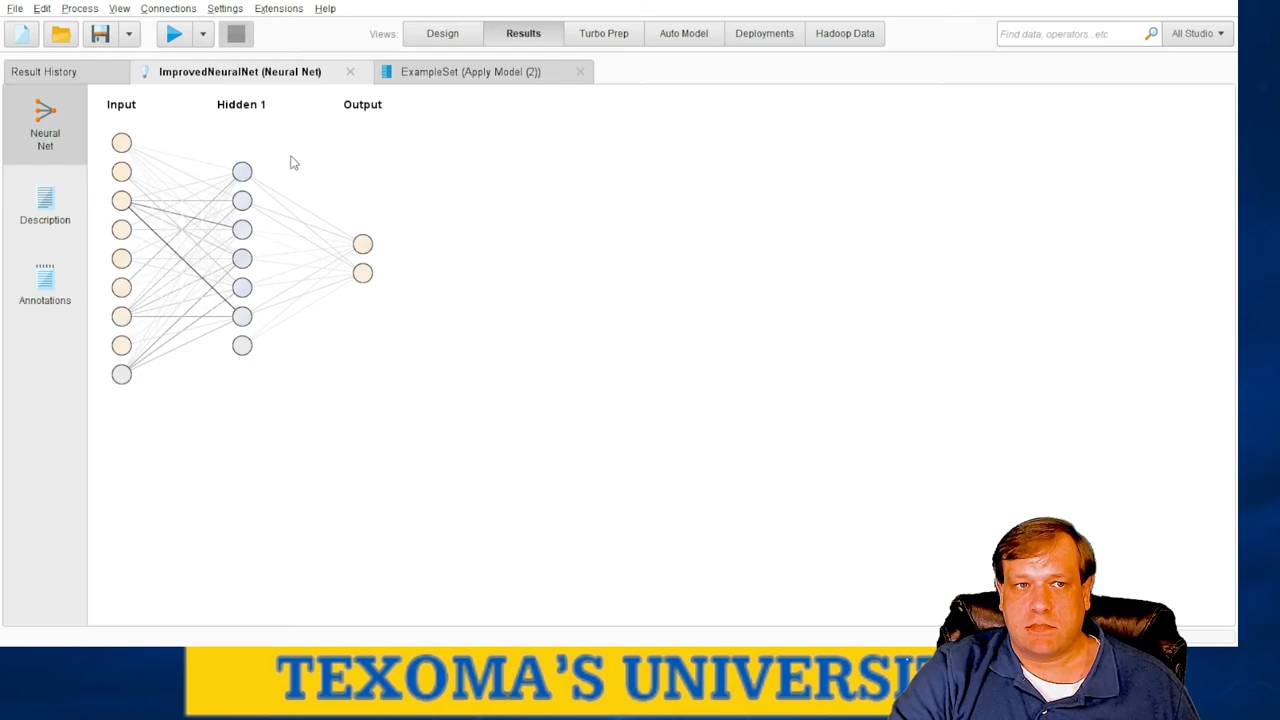 File Edit Process View Connections Settings Extensions Help
Views: Design Results Turbo Prep Auto Model Deployments Hadoop Data Find data, operators...etc All Studio
Result History ImprovedNeuralNet (Neural Net) ExampleSet (Apply Model (2))
Input Hidden 1 Output
Neural
Net
Description
Annotations
TEXOMA'S